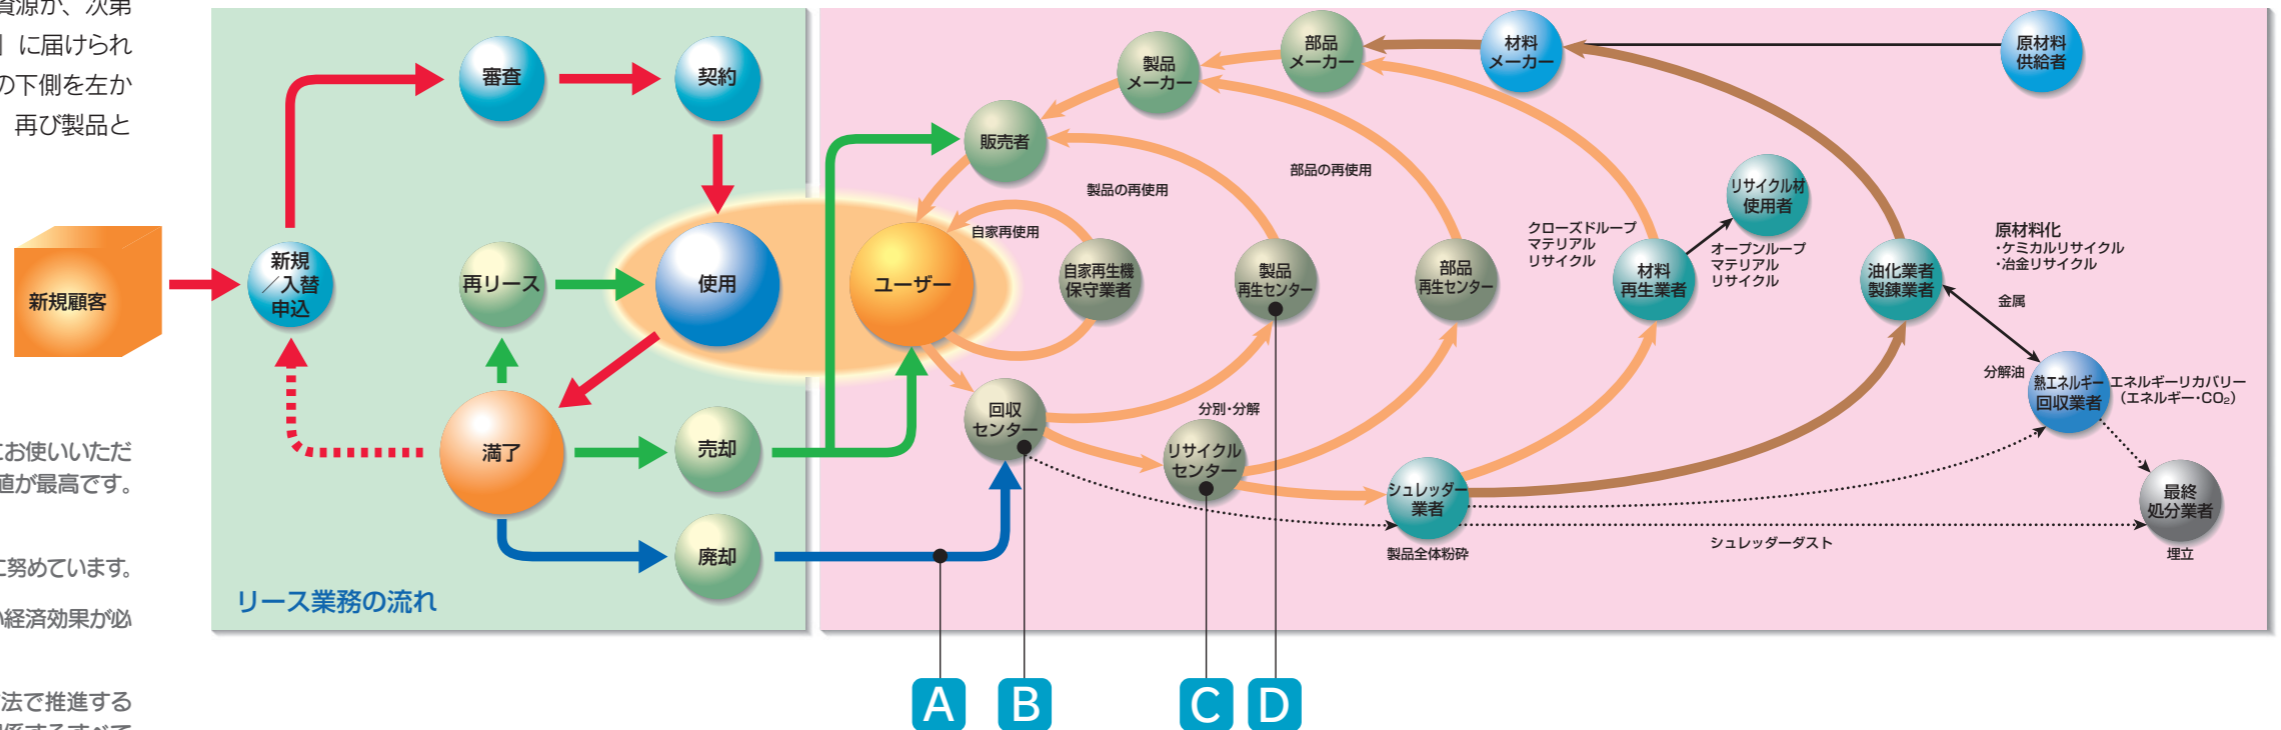 資源が、次第
に届けられ
の下側を左か
再び製品と
お使いいただ
値が最高です。
に努めています。
い経済効果が必
法で推進する
新規顧客
新規
／入替
申込
審査
契約
再リース
使用
満了
売却
廃却
リース業務の流れ
ユーザー
販売者
製品
メーカー
部品
メーカー
材料
メーカー
原材料
供給者
自家再使用
製品の再使用
部品の再使用
自家再生機
保守業者
製品
再生センター
部品
再生センター
クローズドループ
マテリアル
リサイクル
材料
再生業者
リサイクル材
使用者
オープンループ
マテリアル
リサイクル
油化業者
製錬業者
原材料化
・ケミカルリサイクル
・冶金リサイクル
金属
分解油
熱エネルギー
回収業者
エネルギーリカバリー
（エネルギー・CO₂）
回収
センター
分別・分解
リサイクル
センター
シュレッダー
業者
製品全体粉砕
シュレッダーダスト
最終
処分業者
埋立
A
B
C
D